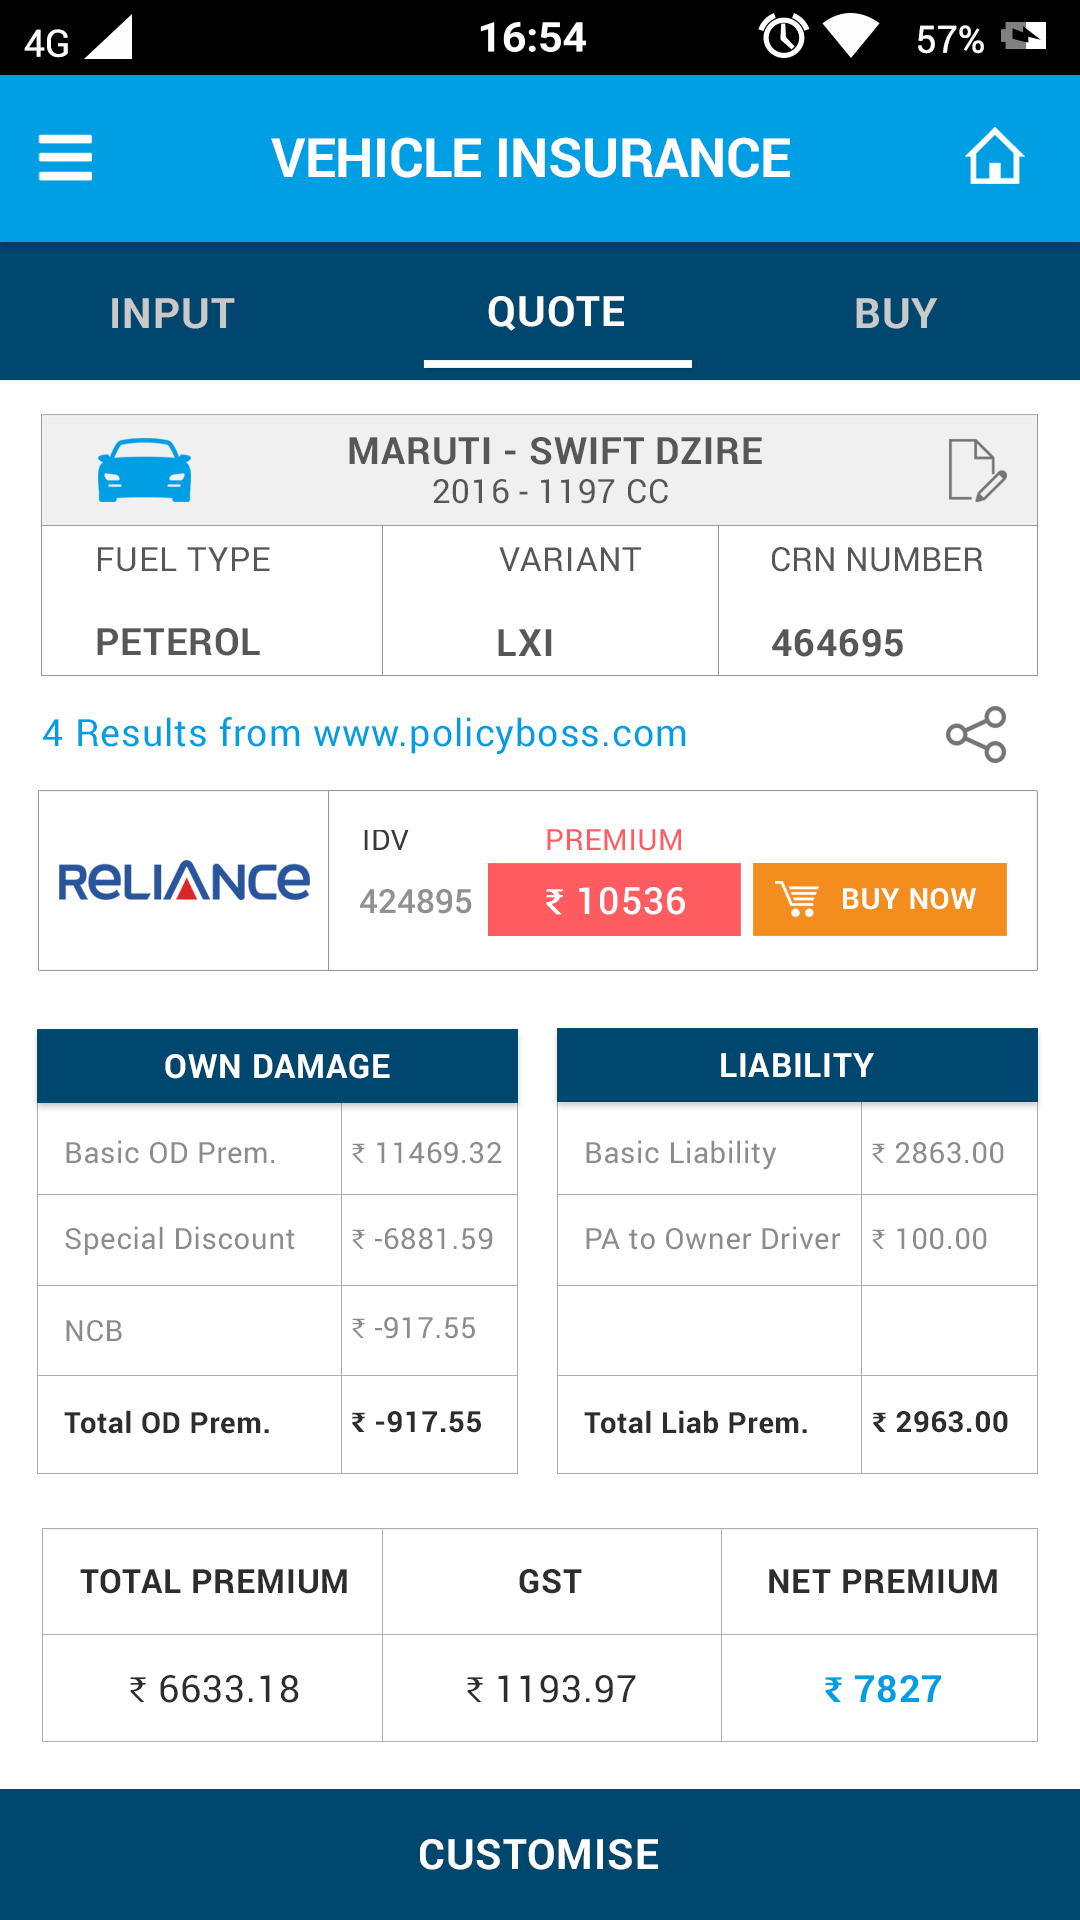 4G 16:54 57%
VEHICLE INSURANCE
INPUT QUOTE BUY
MARUTI - SWIFT DZIRE
2016 - 1197 CC
FUEL TYPE VARIANT CRN NUMBER
PETEROL LXI 464695
4 Results from www.policyboss.com
RELIANCE
IDV PREMIUM
424895 ₹ 10536 BUY NOW
OWN DAMAGE
Basic OD Prem. ₹ 11469.32
Special Discount ₹ -6881.59
NCB ₹ -917.55
Total OD Prem. ₹ -917.55
LIABILITY
Basic Liability ₹ 2863.00
PA to Owner Driver ₹ 100.00
Total Liab Prem. ₹ 2963.00
TOTAL PREMIUM GST NET PREMIUM
₹ 6633.18 ₹ 1193.97 ₹ 7827
CUSTOMISE